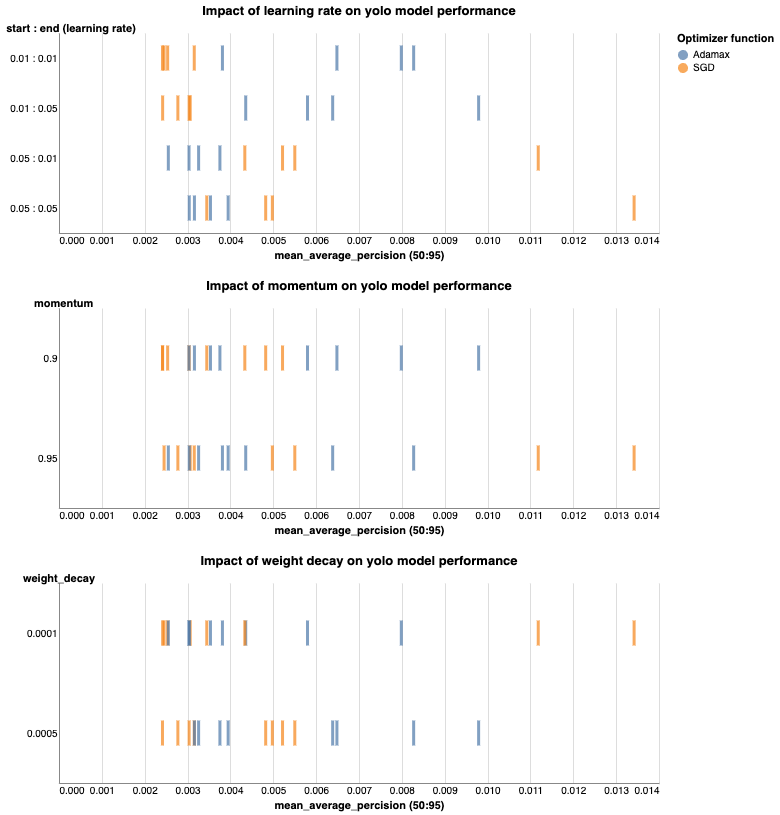 Impact of learning rate on yolo model performance
start : end (learning rate)
Optimizer function
Adamax
SGD
0.01 : 0.01
0.01 : 0.05
0.05 : 0.01
0.05 : 0.05
0.000 0.001 0.002 0.003 0.004 0.005 0.006 0.007 0.008 0.009 0.010 0.011 0.012 0.013 0.014
mean_average_percision (50:95)
Impact of momentum on yolo model performance
momentum
0.9
0.95
0.000 0.001 0.002 0.003 0.004 0.005 0.006 0.007 0.008 0.009 0.010 0.011 0.012 0.013 0.014
mean_average_percision (50:95)
Impact of weight decay on yolo model performance
weight_decay
0.0001
0.0005
0.000 0.001 0.002 0.003 0.004 0.005 0.006 0.007 0.008 0.009 0.010 0.011 0.012 0.013 0.014
mean_average_percision (50:95)